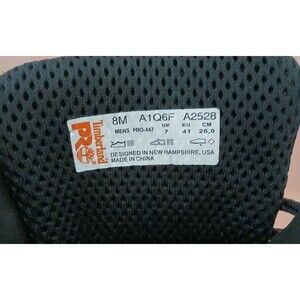 Timberland
PRO
8M A1Q6F A2528
UK EU CM
MENS PRO-447 7 41 26,0
DESIGNED IN NEW HAMPSHIRE, USA
MADE IN CHINA